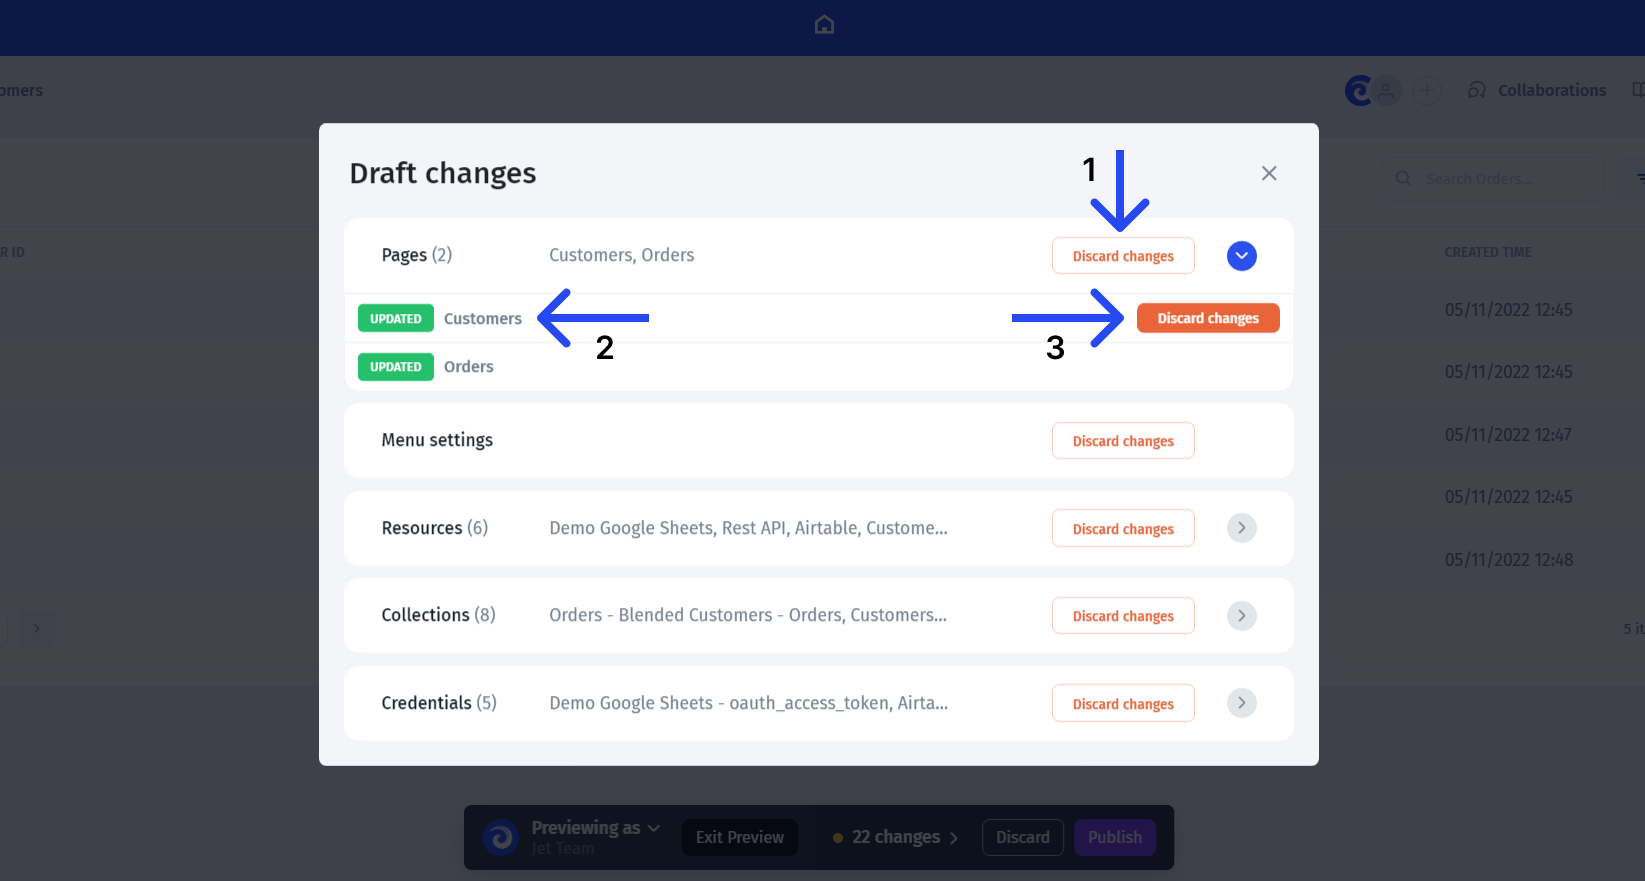 omers
Collaborations
Draft changes
1
Search Orders...
Pages (2)
Customers, Orders
Discard changes
R ID
CREATED TIME
UPDATED
Customers
2
3
Discard changes
05/11/2022 12:45
UPDATED
Orders
05/11/2022 12:45
Menu settings
Discard changes
05/11/2022 12:47
05/11/2022 12:45
Resources (6)
Demo Google Sheets, Rest API, Airtable, Custome...
Discard changes
05/11/2022 12:48
Collections (8)
Orders - Blended Customers - Orders, Customers...
Discard changes
5 it
Credentials (5)
Demo Google Sheets - oauth_access_token, Airta...
Discard changes
Previewing as
Jet Team
Exit Preview
22 changes
Discard
Publish